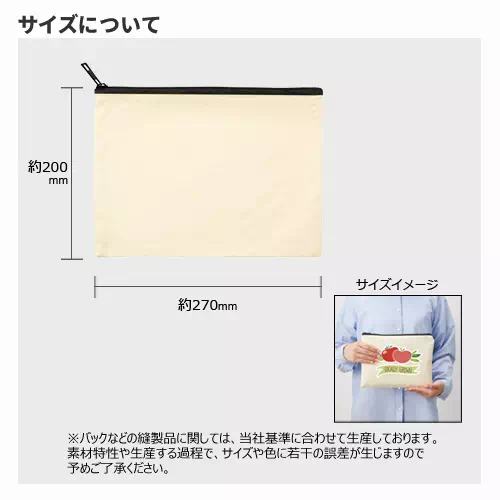 サイズについて
約200
mm
約270mm
サイズイメージ
※バックなどの縫製品に関しては、当社基準に合わせて生産しております。
素材特性や生産する過程で、サイズや色に若干の誤差が生じますので
予めご了承ください。